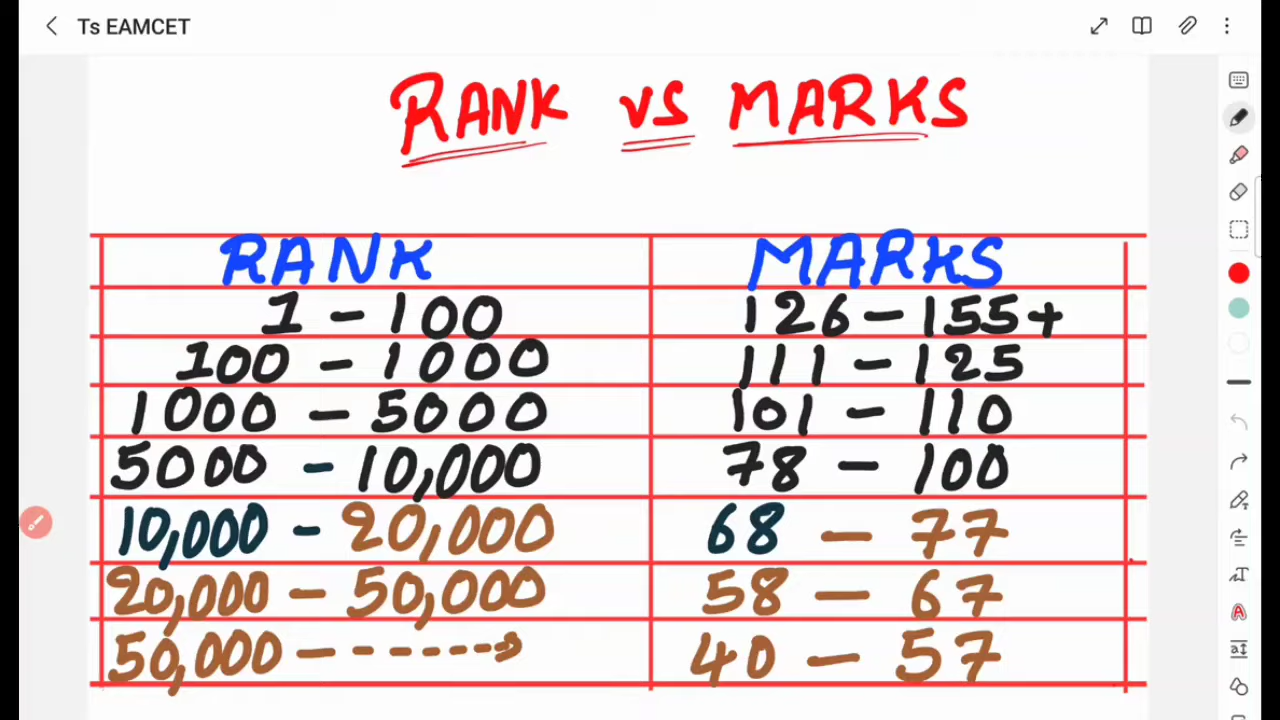 Ts EAMCET
RANK VS MARKS
RANK MARKS
1 - 100 126 - 155+
100 - 1000 111 - 125
1000 - 5000 101 - 110
5000 - 10,000 78 - 100
10,000 - 20,000 68 - 77
20,000 - 50,000 58 - 67
50,000 - - - - - -> 40 - 57